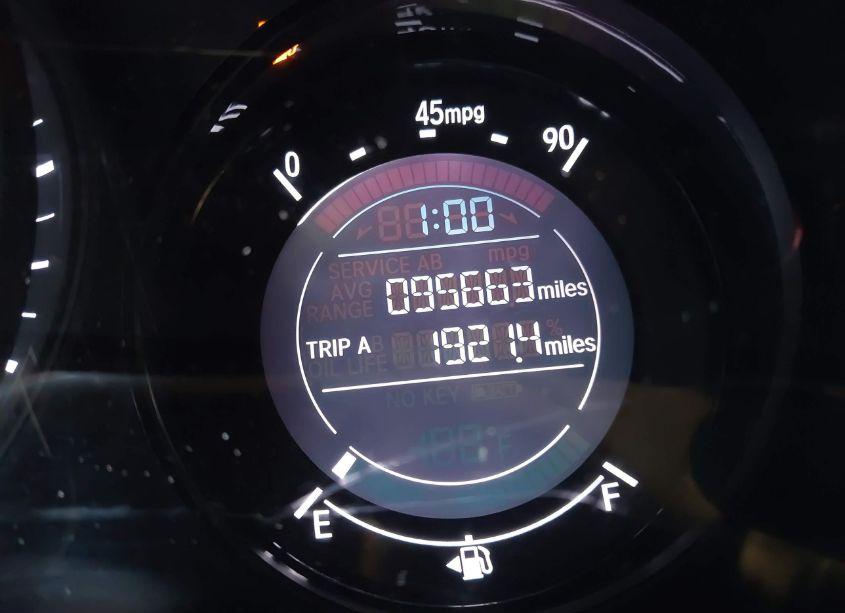 45mpg
0 90
1:00
SERVICE AB mpg
AVG
RANGE
095663 miles
TRIP A 1921.4 miles
%
OIL LIFE
NO KEY
°F
E F